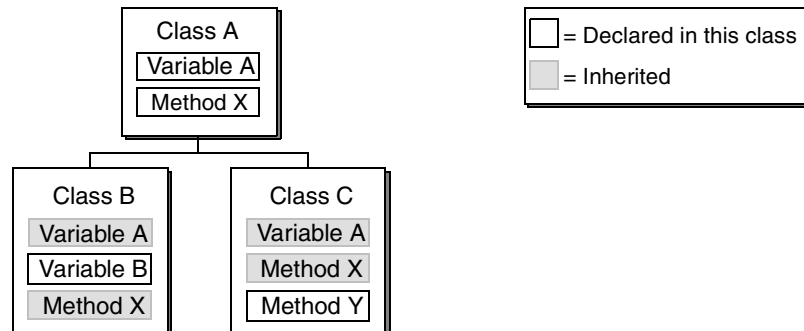 Class A
Variable A
Method X
= Declared in this class
= Inherited
Class B
Variable A
Variable B
Method X
Class C
Variable A
Method X
Method Y